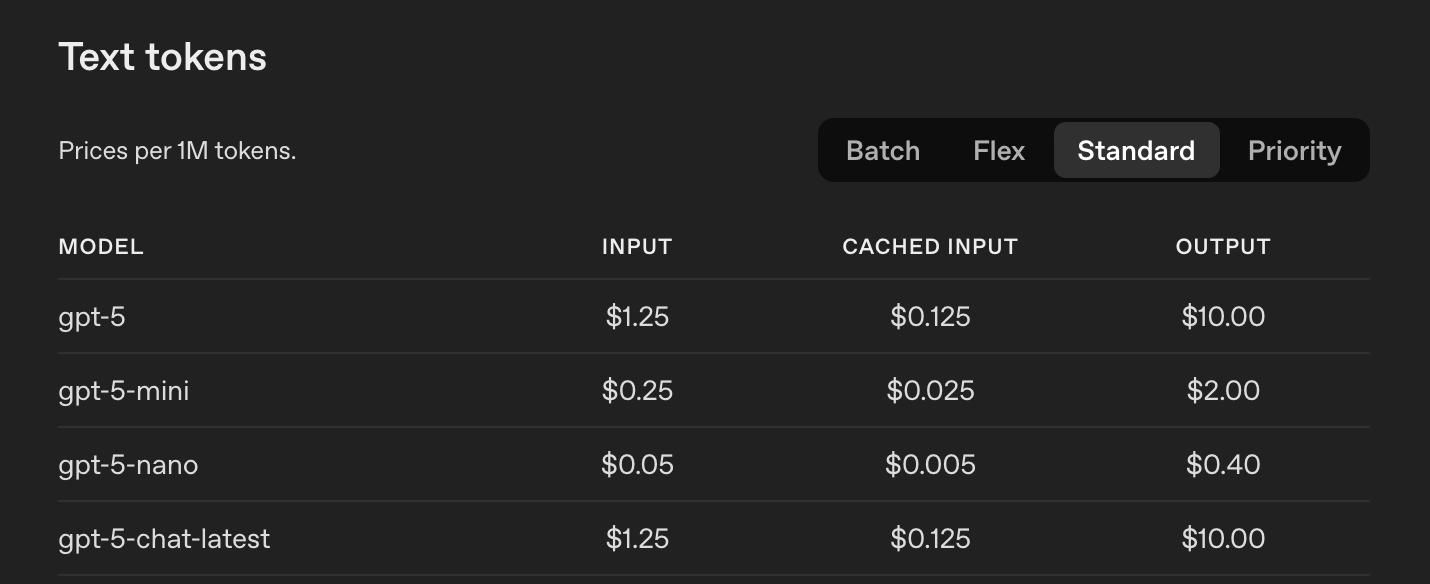 Text tokens
Prices per 1M tokens.
Batch Flex Standard Priority
MODEL INPUT CACHED INPUT OUTPUT
gpt-5 $1.25 $0.125 $10.00
gpt-5-mini $0.25 $0.025 $2.00
gpt-5-nano $0.05 $0.005 $0.40
gpt-5-chat-latest $1.25 $0.125 $10.00